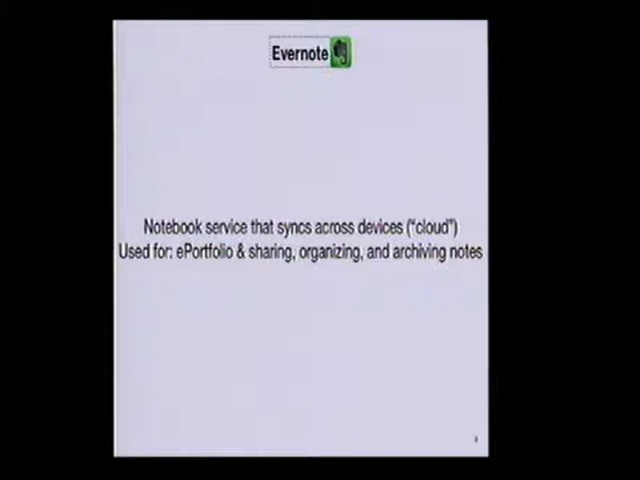 Evernote
Notebook service that syncs across devices (“cloud”)
Used for: ePortfolio & sharing, organizing, and archiving notes